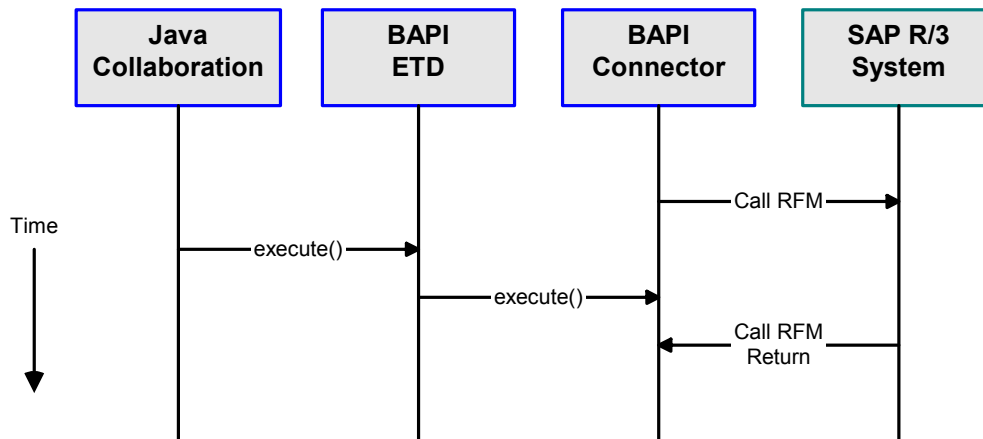 Java
Collaboration
BAPI
ETD
BAPI
Connector
SAP R/3
System
Call RFM
Time
execute()
execute()
Call RFM
Return